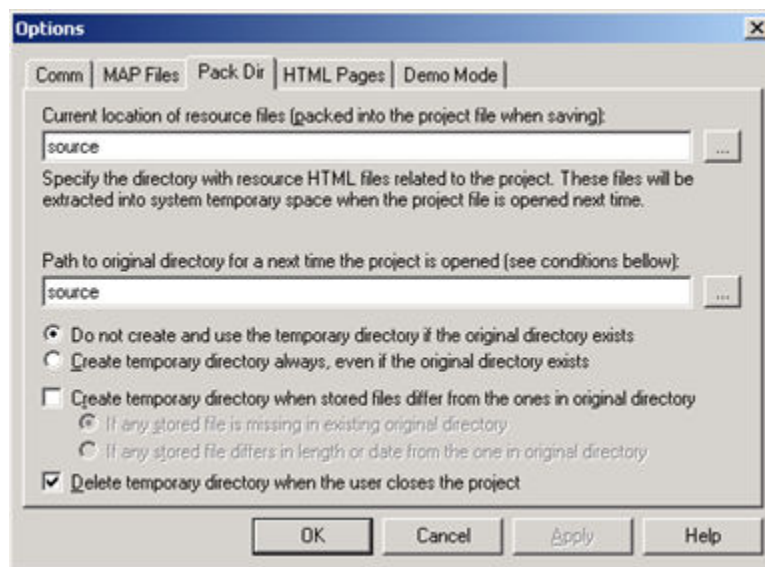 Options
Comm MAP Files Pack Dir HTML Pages Demo Mode
Current location of resource files (packed into the project file when saving):
source
...
Specify the directory with resource HTML files related to the project. These files will be
extracted into system temporary space when the project file is opened next time.
Path to original directory for a next time the project is opened (see conditions bellow):
source
...
Do not create and use the temporary directory if the original directory exists
Create temporary directory always, even if the original directory exists
Create temporary directory when stored files differ from the ones in original directory
If any stored file is missing in existing original directory
If any stored file differs in length or date from the one in original directory
Delete temporary directory when the user closes the project
OK Cancel Apply Help